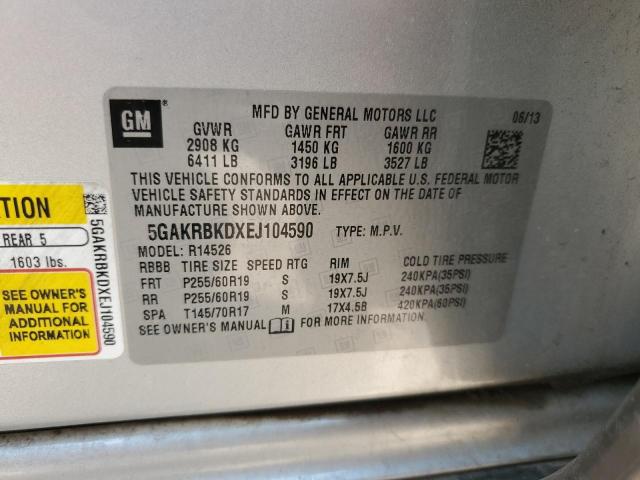 GM
®
MFD BY GENERAL MOTORS LLC 06/13
GVWR GAWR FRT GAWR RR
2908 KG 1450 KG 1600 KG
6411 LB 3196 LB 3527 LB
THIS VEHICLE CONFORMS TO ALL APPLICABLE U.S. FEDERAL MOTOR
VEHICLE SAFETY STANDARDS IN EFFECT ON THE DATE OF
MANUFACTURE SHOWN ABOVE.
5GAKRBKDXEJ104590 TYPE: M.P.V.
MODEL: R14526
RBBB TIRE SIZE SPEED RTG RIM COLD TIRE PRESSURE
FRT P255/60R19 S 19X7.5J 240KPA(35PSI)
RR P255/60R19 S 19X7.5J 240KPA(35PSI)
SPA T145/70R17 M 17X4.5B 420KPA(60PSI)
SEE OWNER'S MANUAL FOR MORE INFORMATION
TION
REAR 5
1603 lbs.
SEE OWNER'S
MANUAL FOR
ADDITIONAL
INFORMATION
5GAKRBKDXEJ104590